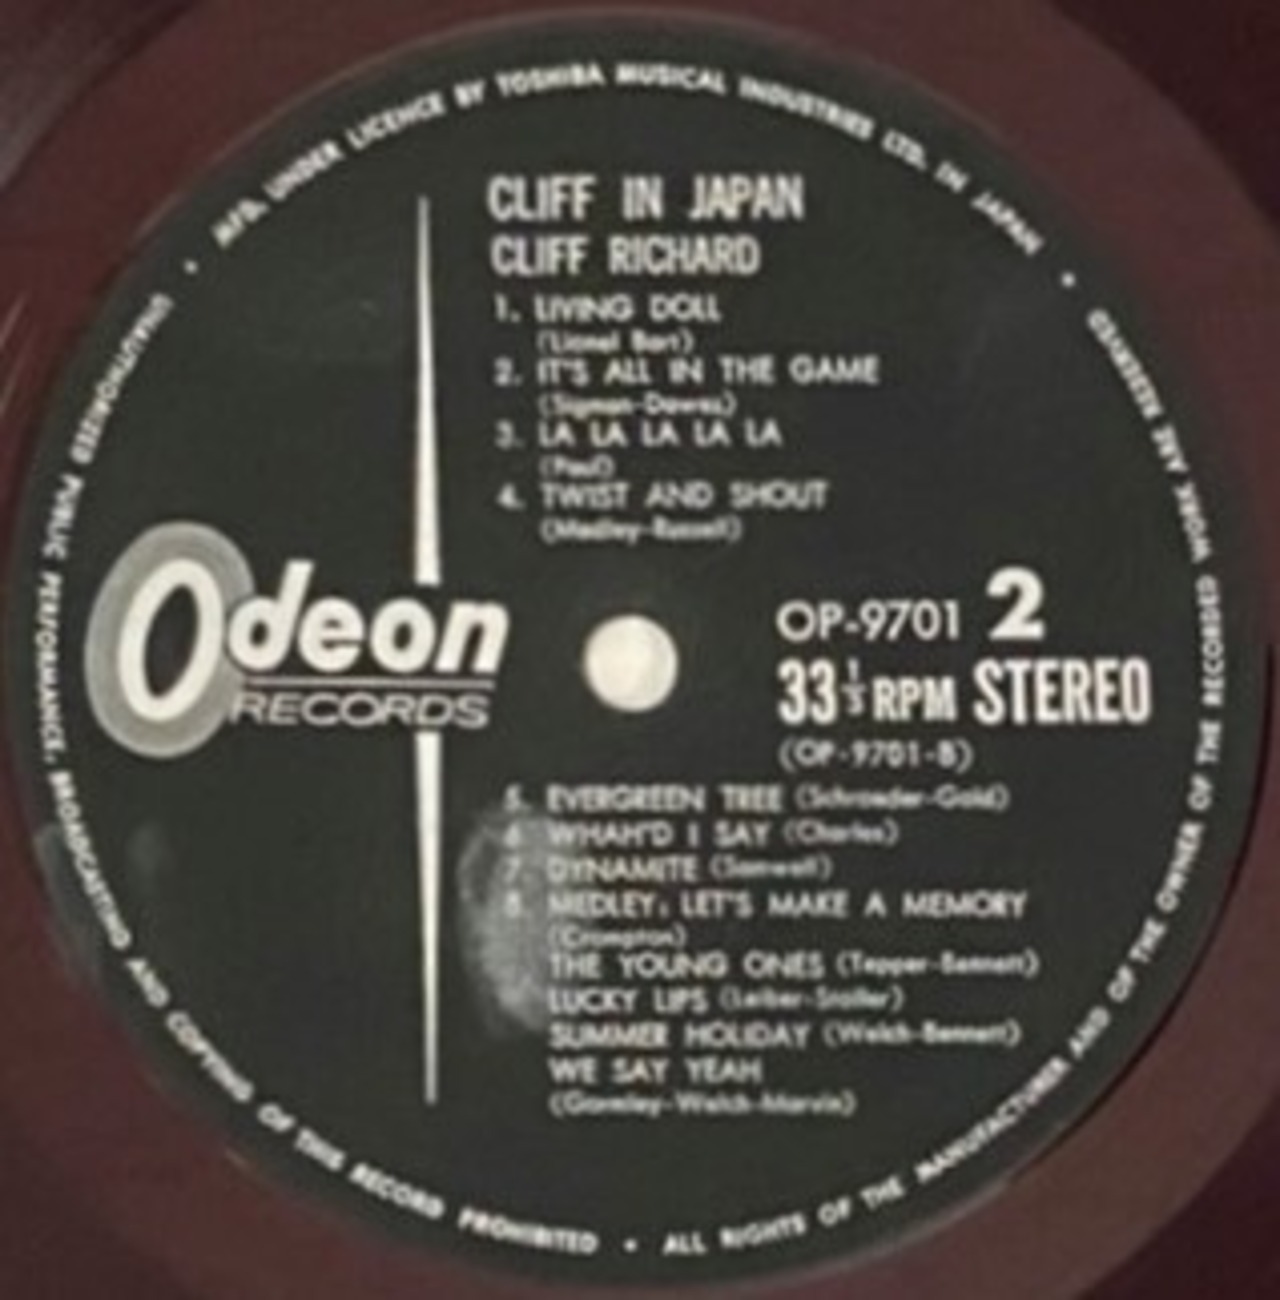 MFD. UNDER LICENCE BY TOSHIBA MUSICAL INDUSTRIES LTD. IN JAPAN •
CLIFF IN JAPAN
CLIFF RICHARD
1. LIVING DOLL
(Lionel Bart)
2. IT'S ALL IN THE GAME
(Sigman-Dawes)
3. LA LA LA LA LA
(Paul)
4. TWIST AND SHOUT
(Medley-Russell)
Odeon
RECORDS
OP-9701 2
33 1/3 RPM STEREO
(OP-9701-B)
5. EVERGREEN TREE (Schroeder-Gold)
6. WHAH'D I SAY (Charles)
7. DYNAMITE (Samwell)
8. MEDLEY: LET'S MAKE A MEMORY
(Crompton)
THE YOUNG ONES (Tepper-Bennett)
LUCKY LIPS (Leiber-Stoller)
SUMMER HOLIDAY (Welch-Bennett)
WE SAY YEAH
(Gormley-Welch-Marvin)
ALL RIGHTS OF THE MANUFACTURER AND OF THE OWNER OF THE RECORDED WORK ARE RESERVED
UNAUTHORISED PUBLIC PERFORMANCE, BROADCASTING AND COPYING OF THIS RECORD PROHIBITED •